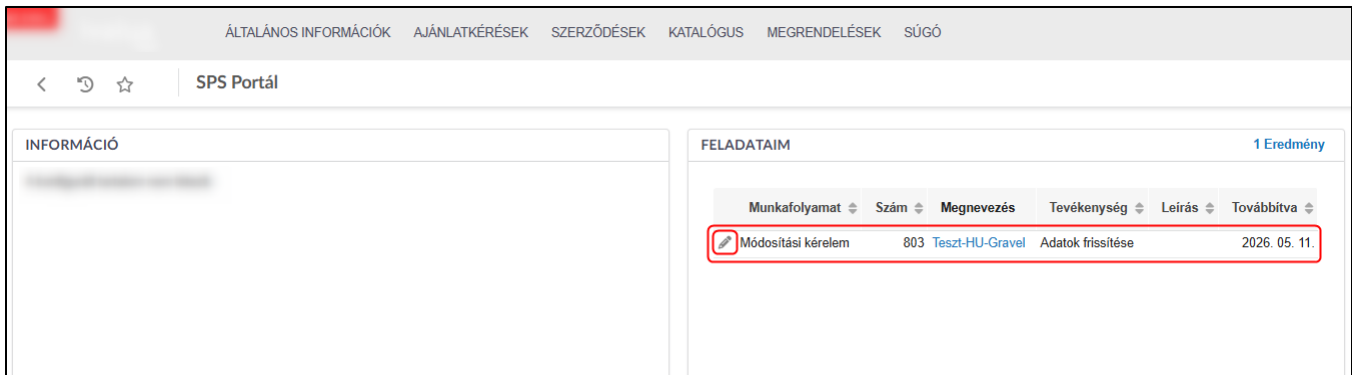 ÁLTALÁNOS INFORMÁCIÓK AJÁNLATKÉRÉSEK SZERZŐDÉSEK KATALÓGUS MEGRENDELÉSEK SÚGÓ
SPS Portál
INFORMÁCIÓ
FELADATAIM 1 Eredmény
Munkafolyamat Szám Megnevezés Tevékenység Leírás Továbbítva
Módosítási kérelem 803 Teszt-HU-Gravel Adatok frissítése 2026. 05. 11.